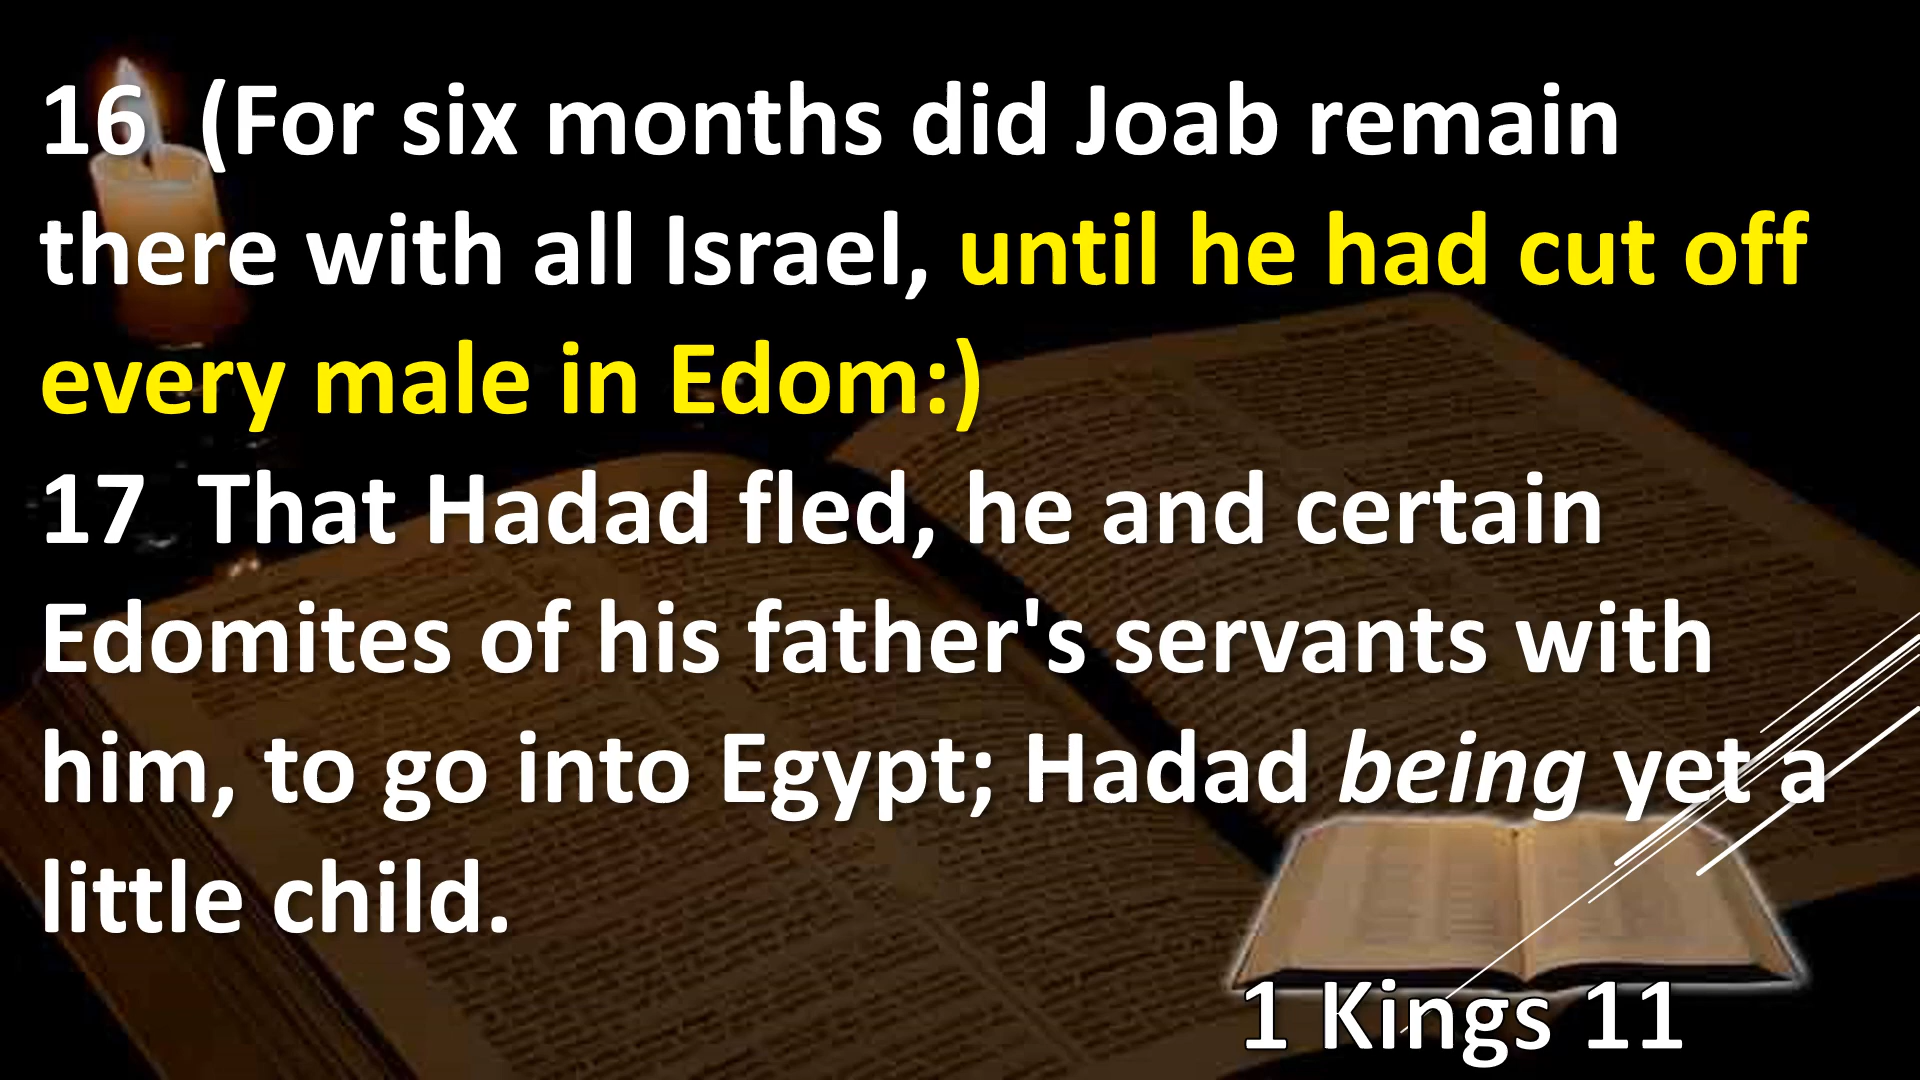 16  (For six months did Joab remain
there with all Israel, until he had cut off
every male in Edom:)
17  That Hadad fled, he and certain
Edomites of his father's servants with
him, to go into Egypt; Hadad being yet a
little child.
1 Kings 11